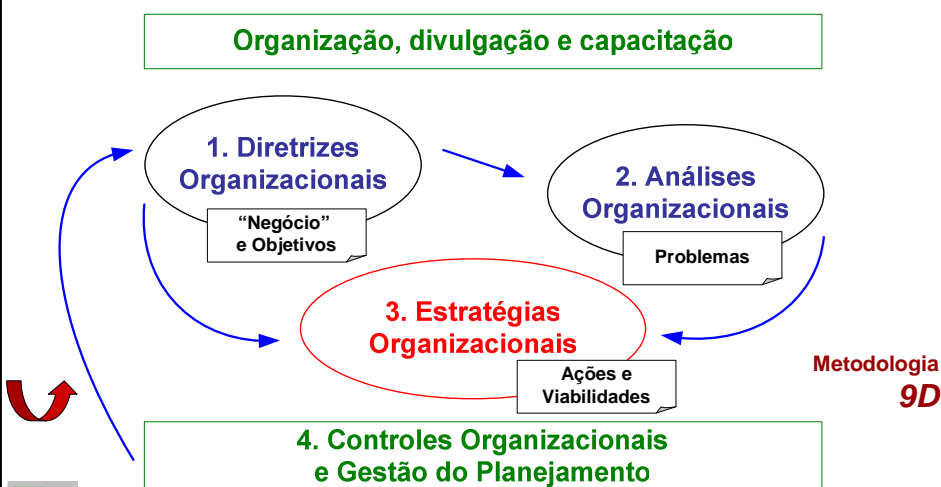 Organização, divulgação e capacitação
1. Diretrizes
Organizacionais
“Negócio”
e Objetivos
2. Análises
Organizacionais
Problemas
3. Estratégias
Organizacionais
Ações e
Viabilidades
Metodologia
9D
4. Controles Organizacionais
e Gestão do Planejamento